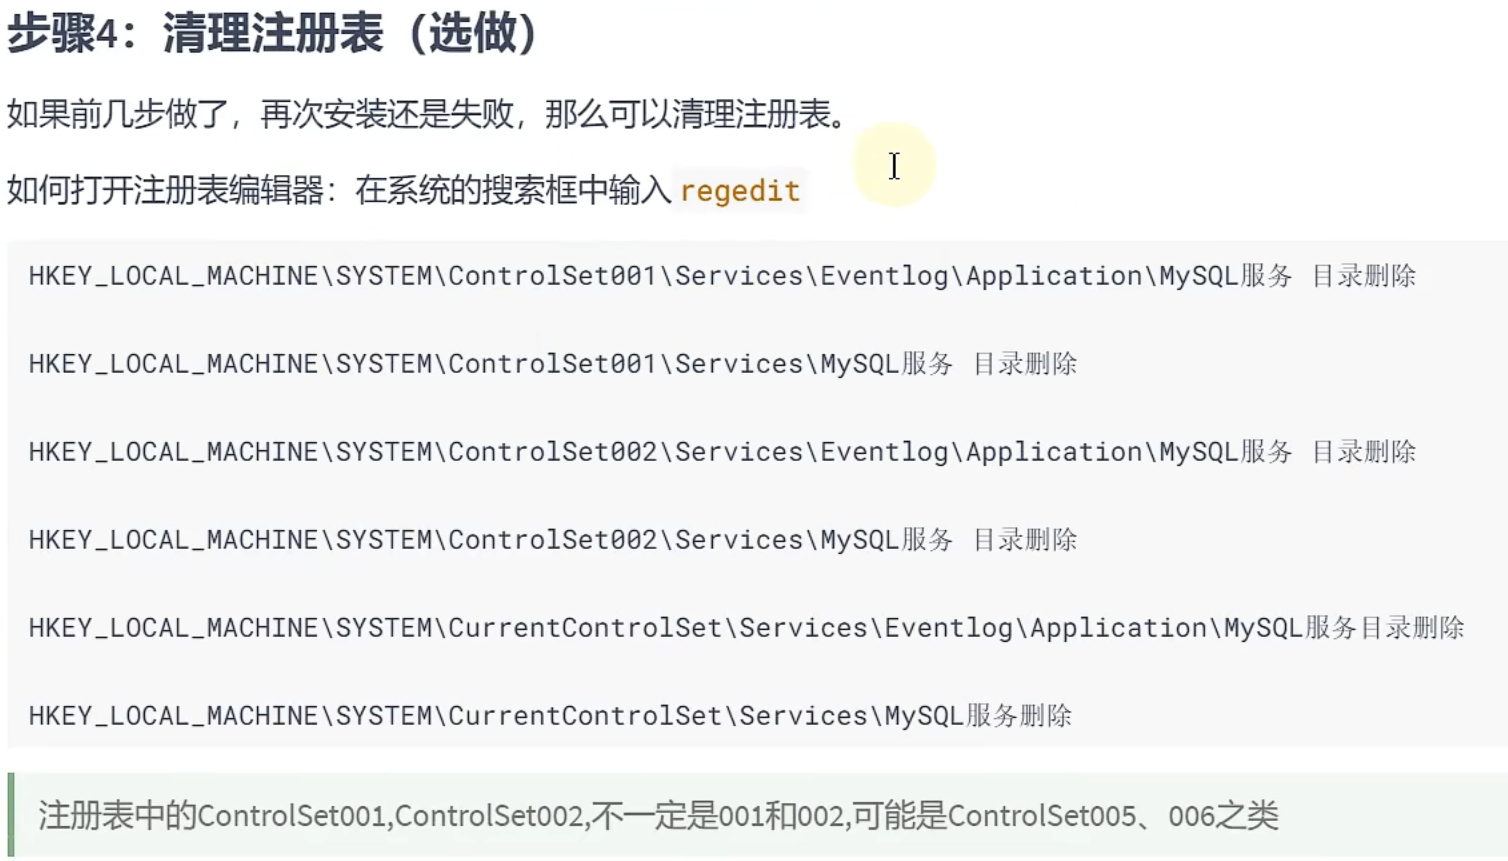 步骤4：清理注册表（选做）
如果前几步做了，再次安装还是失败，那么可以清理注册表。
如何打开注册表编辑器：在系统的搜索框中输入 regedit
HKEY_LOCAL_MACHINE\SYSTEM\ControlSet001\Services\Eventlog\Application\MySQL服务 目录删除
HKEY_LOCAL_MACHINE\SYSTEM\ControlSet001\Services\MySQL服务 目录删除
HKEY_LOCAL_MACHINE\SYSTEM\ControlSet002\Services\Eventlog\Application\MySQL服务 目录删除
HKEY_LOCAL_MACHINE\SYSTEM\ControlSet002\Services\MySQL服务 目录删除
HKEY_LOCAL_MACHINE\SYSTEM\CurrentControlSet\Services\Eventlog\Application\MySQL服务目录删除
HKEY_LOCAL_MACHINE\SYSTEM\CurrentControlSet\Services\MySQL服务删除
注册表中的ControlSet001,ControlSet002,不一定是001和002,可能是ControlSet005、006之类